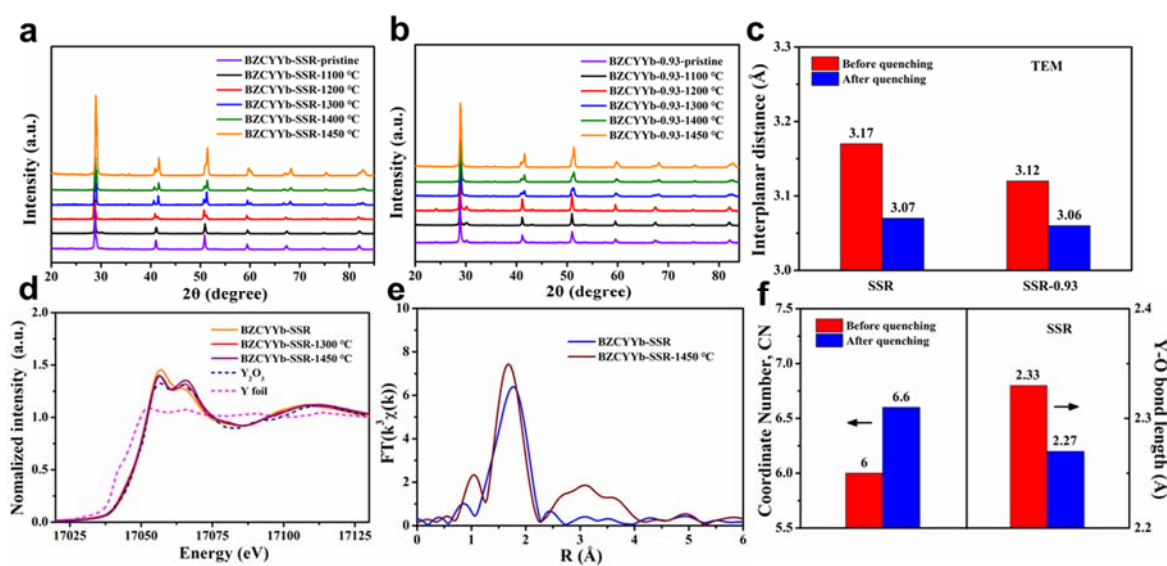 a
BZCYYb-SSR-pristine
BZCYYb-SSR-1100 ℃
BZCYYb-SSR-1200 ℃
BZCYYb-SSR-1300 ℃
BZCYYb-SSR-1400 ℃
BZCYYb-SSR-1450 ℃
Intensity (a.u.)
20 30 40 50 60 70 80
2θ (degree)
b
BZCYYb-0.93-pristine
BZCYYb-0.93-1100 ℃
BZCYYb-0.93-1200 ℃
BZCYYb-0.93-1300 ℃
BZCYYb-0.93-1400 ℃
BZCYYb-0.93-1450 ℃
Intensity (a.u.)
20 30 40 50 60 70 80
2θ (degree)
c
3.3
3.2
3.1
3.0
Interplanar distance (Å)
Before quenching
After quenching
TEM
3.17
3.07
3.12
3.06
SSR SSR-0.93
d
2.0
1.5
1.0
0.5
0.0
Nomalized intensity (a.u.)
BZCYYb-SSR
BZCYYb-SSR-1300 ℃
BZCYYb-SSR-1450 ℃
Y₂O₃
Y foil
17025 17050 17075 17100 17125
Energy (eV)
e
10
8
6
4
2
0
FT(k³χ(k))
BZCYYb-SSR
BZCYYb-SSR-1450 ℃
0 1 2 3 4 5 6
R (Å)
f
7.5
7.0
6.5
6.0
5.5
Coordinate Number, CN
Before quenching
After quenching
SSR
6
6.6
2.33
2.27
2.4
2.3
2.2
Y-O bond length (Å)